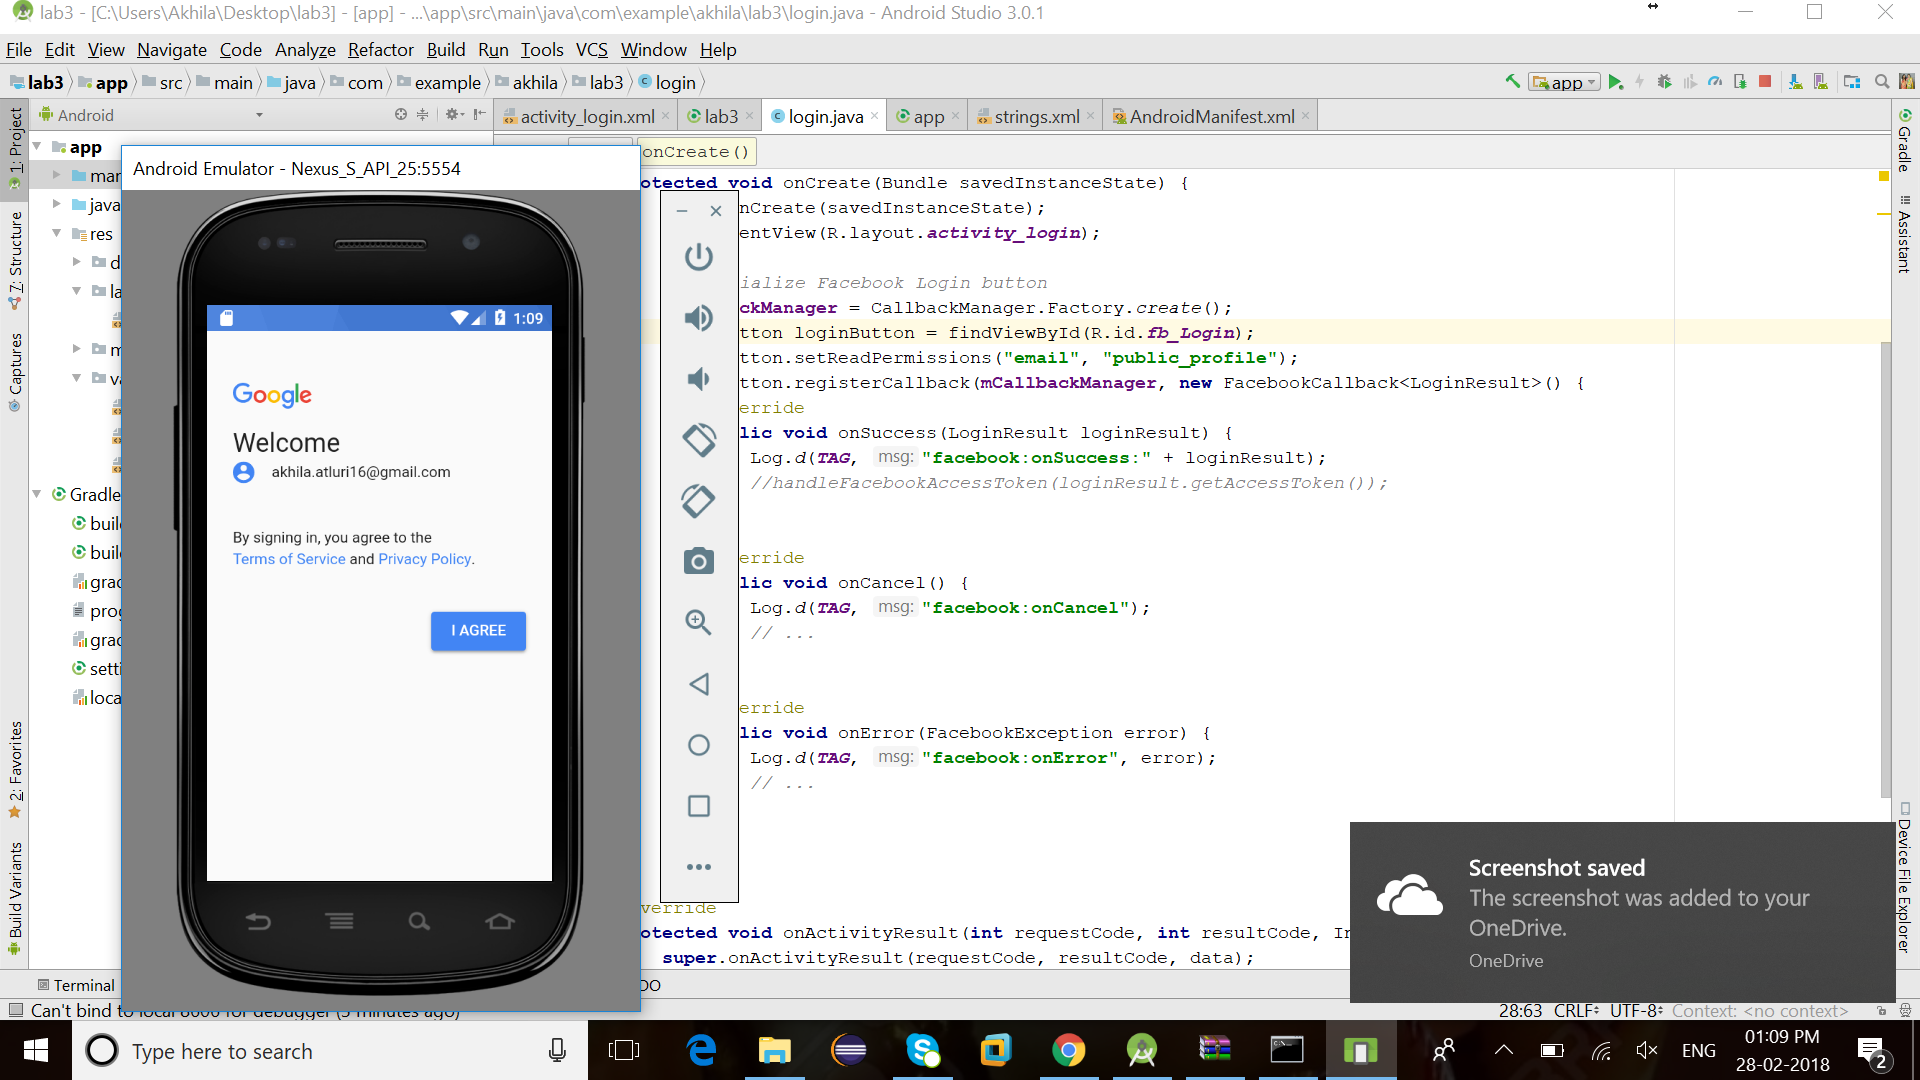 lab3 - [C:\Users\Akhila\Desktop\lab3] - [app] - ...\app\src\main\java\com\example\akhila\lab3\login.java - Android Studio 3.0.1
File Edit View Navigate Code Analyze Refactor Build Run Tools VCS Window Help
lab3 app src main java com example akhila lab3 login
app
Android
activity_login.xml lab3 login.java app strings.xml AndroidManifest.xml
1: Project
7: Structure
Captures
2: Favorites
Build Variants
app
mar
java
res
d
la
m
va
Gradle
build
build
grad
prog
grad
setti
loca
Android Emulator - Nexus_S_API_25:5554
1:09
Google
Welcome
akhila.atluri16@gmail.com
By signing in, you agree to the
Terms of Service and Privacy Policy.
I AGREE
onCreate()
otected void onCreate(Bundle savedInstanceState) {
nCreate(savedInstanceState);
entView(R.layout.activity_login);
ialize Facebook Login button
ckManager = CallbackManager.Factory.create();
tton loginButton = findViewById(R.id.fb_Login);
tton.setReadPermissions("email", "public_profile");
tton.registerCallback(mCallbackManager, new FacebookCallback<LoginResult>() {
erride
lic void onSuccess(LoginResult loginResult) {
Log.d(TAG, msg: "facebook:onSuccess:" + loginResult);
//handleFacebookAccessToken(loginResult.getAccessToken());
erride
lic void onCancel() {
Log.d(TAG, msg: "facebook:onCancel");
// ...
erride
lic void onError(FacebookException error) {
Log.d(TAG, msg: "facebook:onError", error);
// ...
verride
otected void onActivityResult(int requestCode, int resultCode, In
super.onActivityResult(requestCode, resultCode, data);
Gradle
Assistant
Device File Explorer
Screenshot saved
The screenshot was added to your
OneDrive.
OneDrive
Terminal
DO
Can't bind to local 8600 for debugger (5 minutes ago)
28:63 CRLF UTF-8 Context: <no context>
Type here to search
ENG
01:09 PM
28-02-2018
2